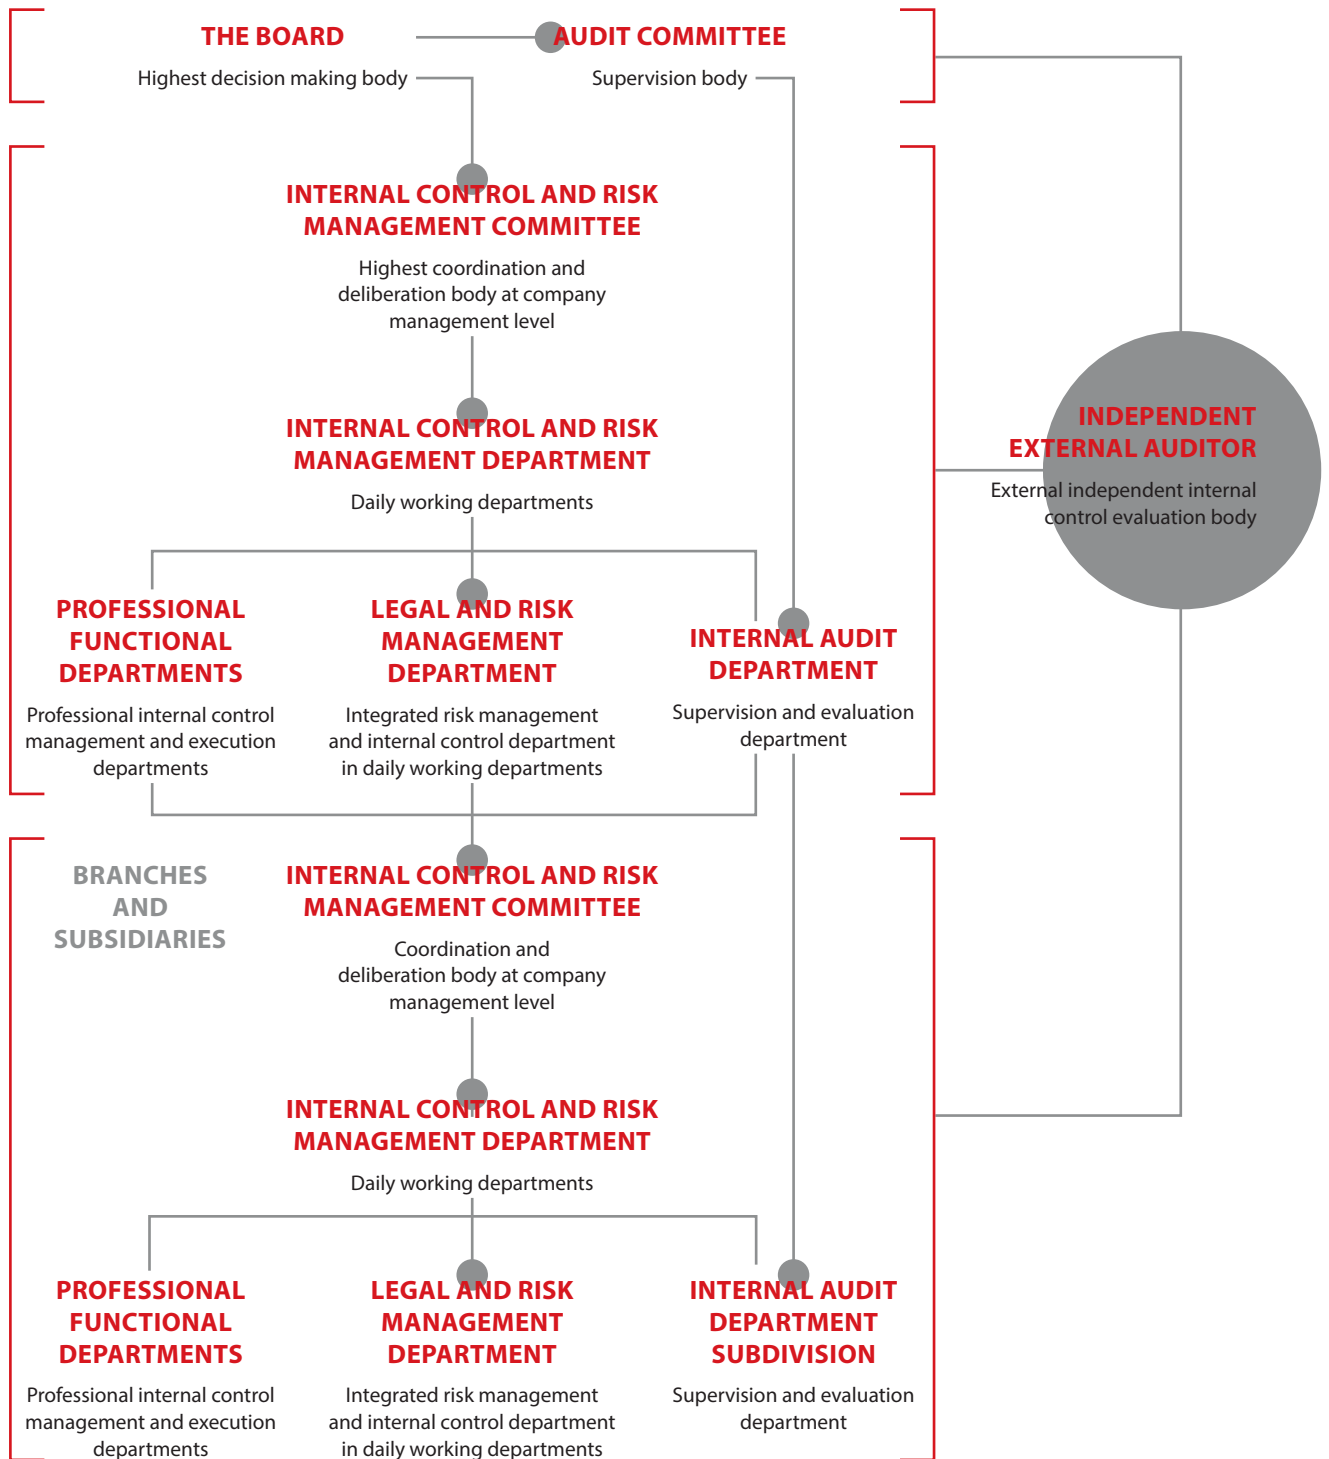 THE BOARD
Highest decision making body
AUDIT COMMITTEE
Supervision body
INTERNAL CONTROL AND RISK
MANAGEMENT COMMITTEE
Highest coordination and
deliberation body at company
management level
INTERNAL CONTROL AND RISK
MANAGEMENT DEPARTMENT
Daily working departments
INDEPENDENT
EXTERNAL AUDITOR
External independent internal
control evaluation body
PROFESSIONAL
FUNCTIONAL
DEPARTMENTS
Professional internal control
management and execution
departments
LEGAL AND RISK
MANAGEMENT
DEPARTMENT
Integrated risk management
and internal control department
in daily working departments
INTERNAL AUDIT
DEPARTMENT
Supervision and evaluation
department
BRANCHES
AND
SUBSIDIARIES
INTERNAL CONTROL AND RISK
MANAGEMENT COMMITTEE
Coordination and
deliberation body at company
management level
INTERNAL CONTROL AND RISK
MANAGEMENT DEPARTMENT
Daily working departments
PROFESSIONAL
FUNCTIONAL
DEPARTMENTS
Professional internal control
management and execution
departments
LEGAL AND RISK
MANAGEMENT
DEPARTMENT
Integrated risk management
and internal control department
in daily working departments
INTERNAL AUDIT
DEPARTMENT
SUBDIVISION
Supervision and evaluation
department